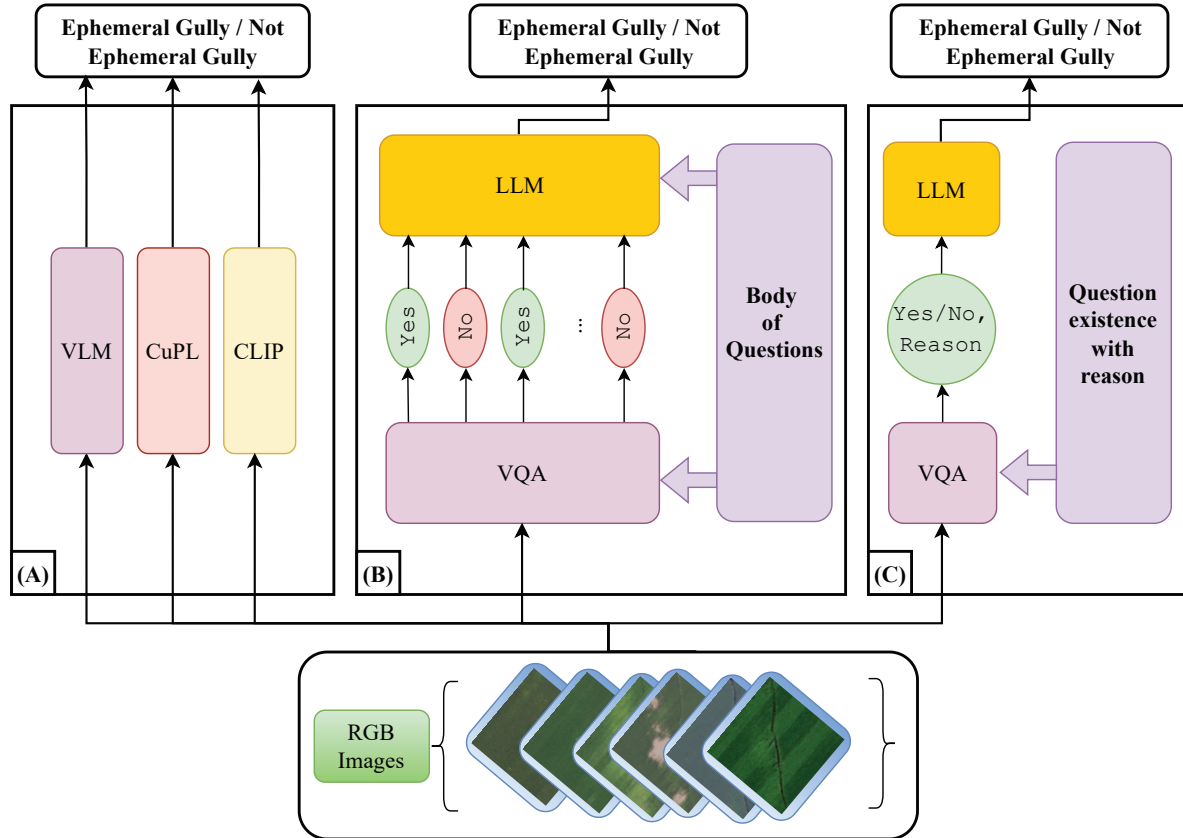 Ephemeral Gully / Not
Ephemeral Gully
Ephemeral Gully / Not
Ephemeral Gully
Ephemeral Gully / Not
Ephemeral Gully
VLM
CuPL
CLIP
(A)
LLM
Yes
No
Yes
...
No
VQA
Body
of
Questions
(B)
LLM
Yes/No,
Reason
VQA
Question
existence
with
reason
(C)
RGB
Images